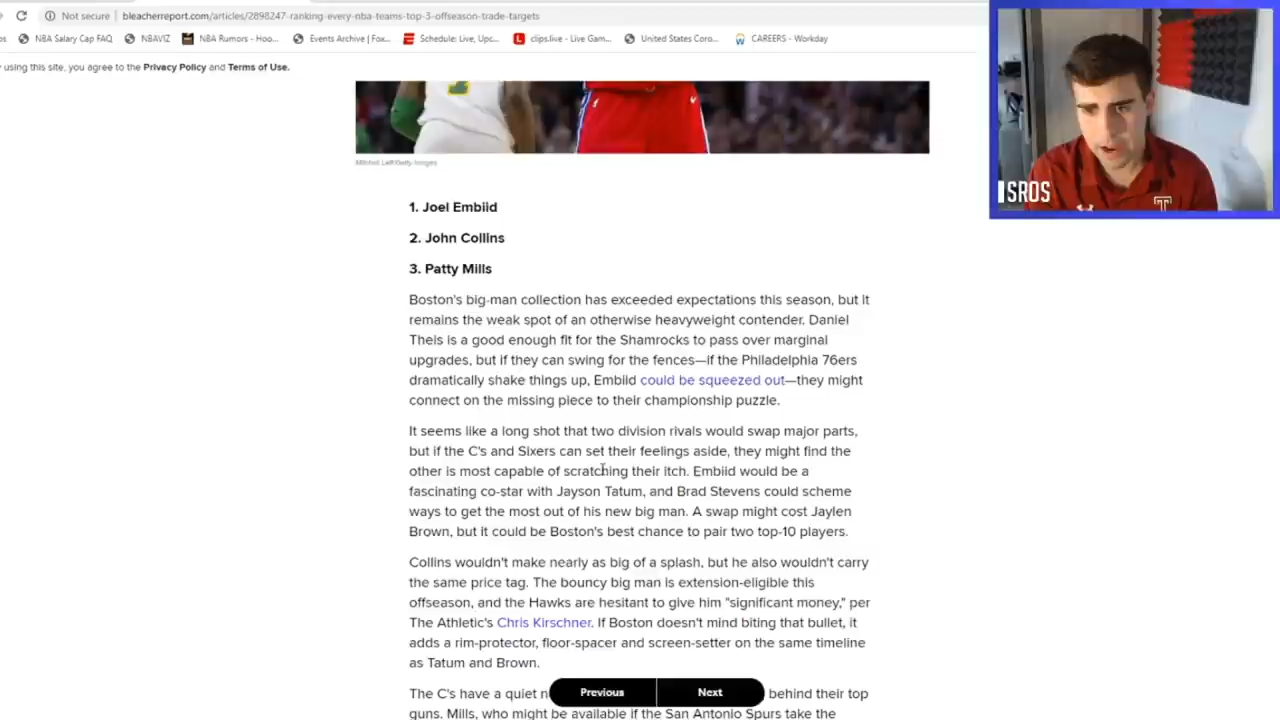 Not secure | bleacherreport.com/articles/2898247-ranking-every-nba-teams-top-3-offseason-trade-targets
NBA Salary Cap FAQ NBAVIZ NBA Rumors - Hoo... Events Archive | Fox... Schedule: Live, Upc... clips.live - Live Gam... United States Coro... CAREERS - Workday
using this site, you agree to the Privacy Policy and Terms of Use.
Mitchell Leff/Getty Images
SROS
1. Joel Embiid
2. John Collins
3. Patty Mills
Boston's big-man collection has exceeded expectations this season, but it
remains the weak spot of an otherwise heavyweight contender. Daniel
Theis is a good enough fit for the Shamrocks to pass over marginal
upgrades, but if they can swing for the fences—if the Philadelphia 76ers
dramatically shake things up, Embiid could be squeezed out—they might
connect on the missing piece to their championship puzzle.
It seems like a long shot that two division rivals would swap major parts,
but if the C's and Sixers can set their feelings aside, they might find the
other is most capable of scratching their itch. Embiid would be a
fascinating co-star with Jayson Tatum, and Brad Stevens could scheme
ways to get the most out of his new big man. A swap might cost Jaylen
Brown, but it could be Boston's best chance to pair two top-10 players.
Collins wouldn't make nearly as big of a splash, but he also wouldn't carry
the same price tag. The bouncy big man is extension-eligible this
offseason, and the Hawks are hesitant to give him "significant money," per
The Athletic's Chris Kirschner. If Boston doesn't mind biting that bullet, it
adds a rim-protector, floor-spacer and screen-setter on the same timeline
as Tatum and Brown.
The C's have a quiet n behind their top
Previous Next
guns. Mills, who might be available if the San Antonio Spurs take the